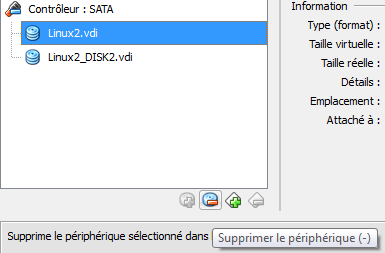 Contrôleur : SATA
Linux2.vdi
Linux2_DISK2.vdi
Information
Type (format) :
Taille virtuelle :
Taille réelle :
Détails :
Emplacement :
Attaché à :
Supprime le périphérique sélectionné dans
Supprimer le périphérique (-)